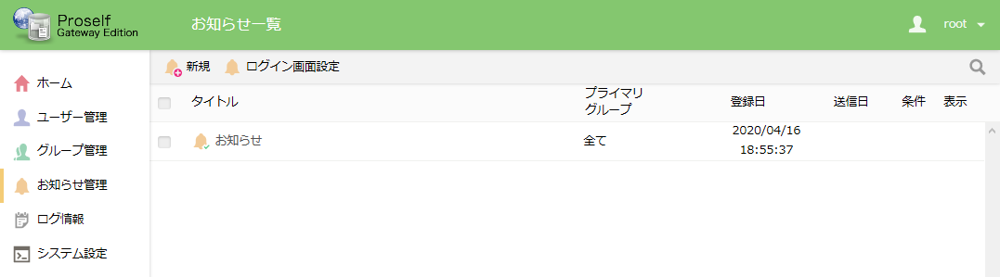 Proself
Gateway Edition
お知らせ一覧
root
ホーム
ユーザー管理
グループ管理
お知らせ管理
ログ情報
システム設定
新規 ログイン画面設定
タイトル
プライマリ
グループ
登録日
送信日
条件
表示
お知らせ
全て
2020/04/16
18:55:37